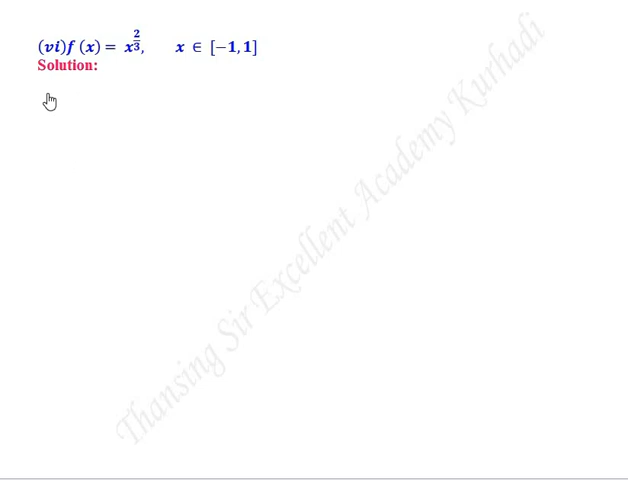 (vi) f (x) = x^{2/3}, x ∈ [−1, 1]
Solution:
Thansing Sir Excellent Academy Kurhadi